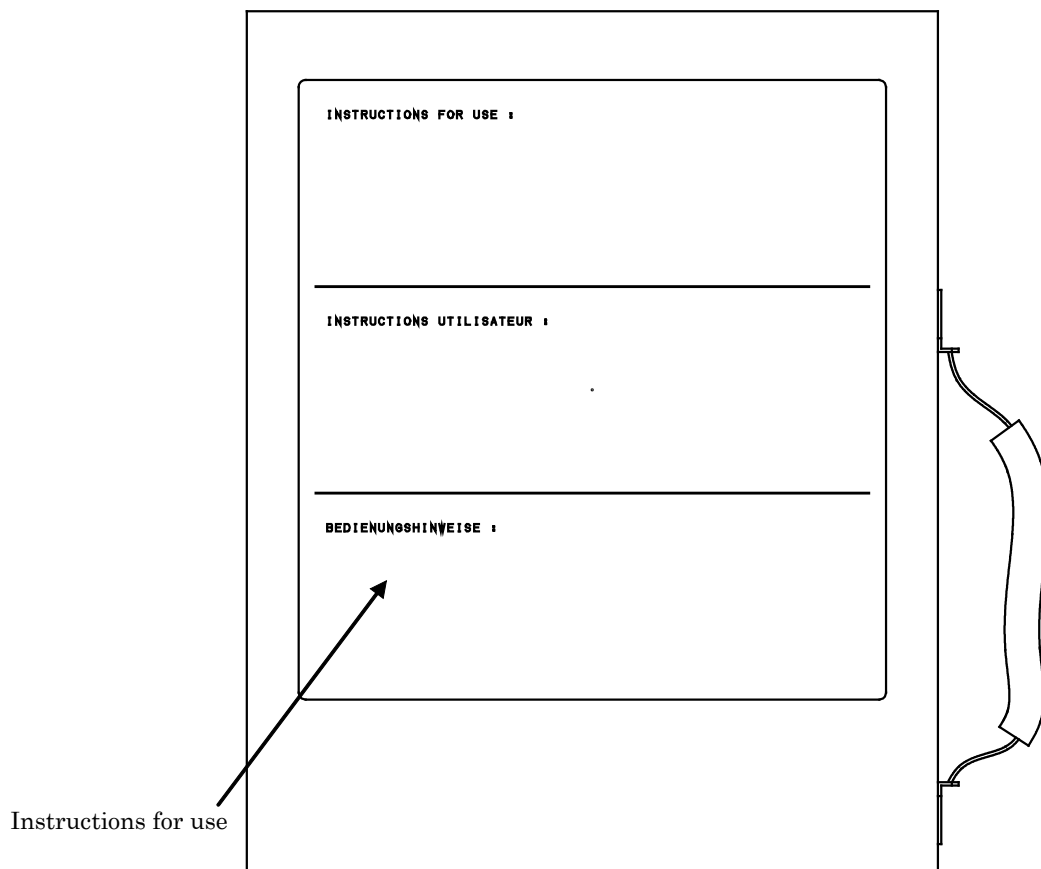 INSTRUCTIONS FOR USE :
INSTRUCTIONS UTILISATEUR :
BEDIENUNGSHINWEISE :
Instructions for use